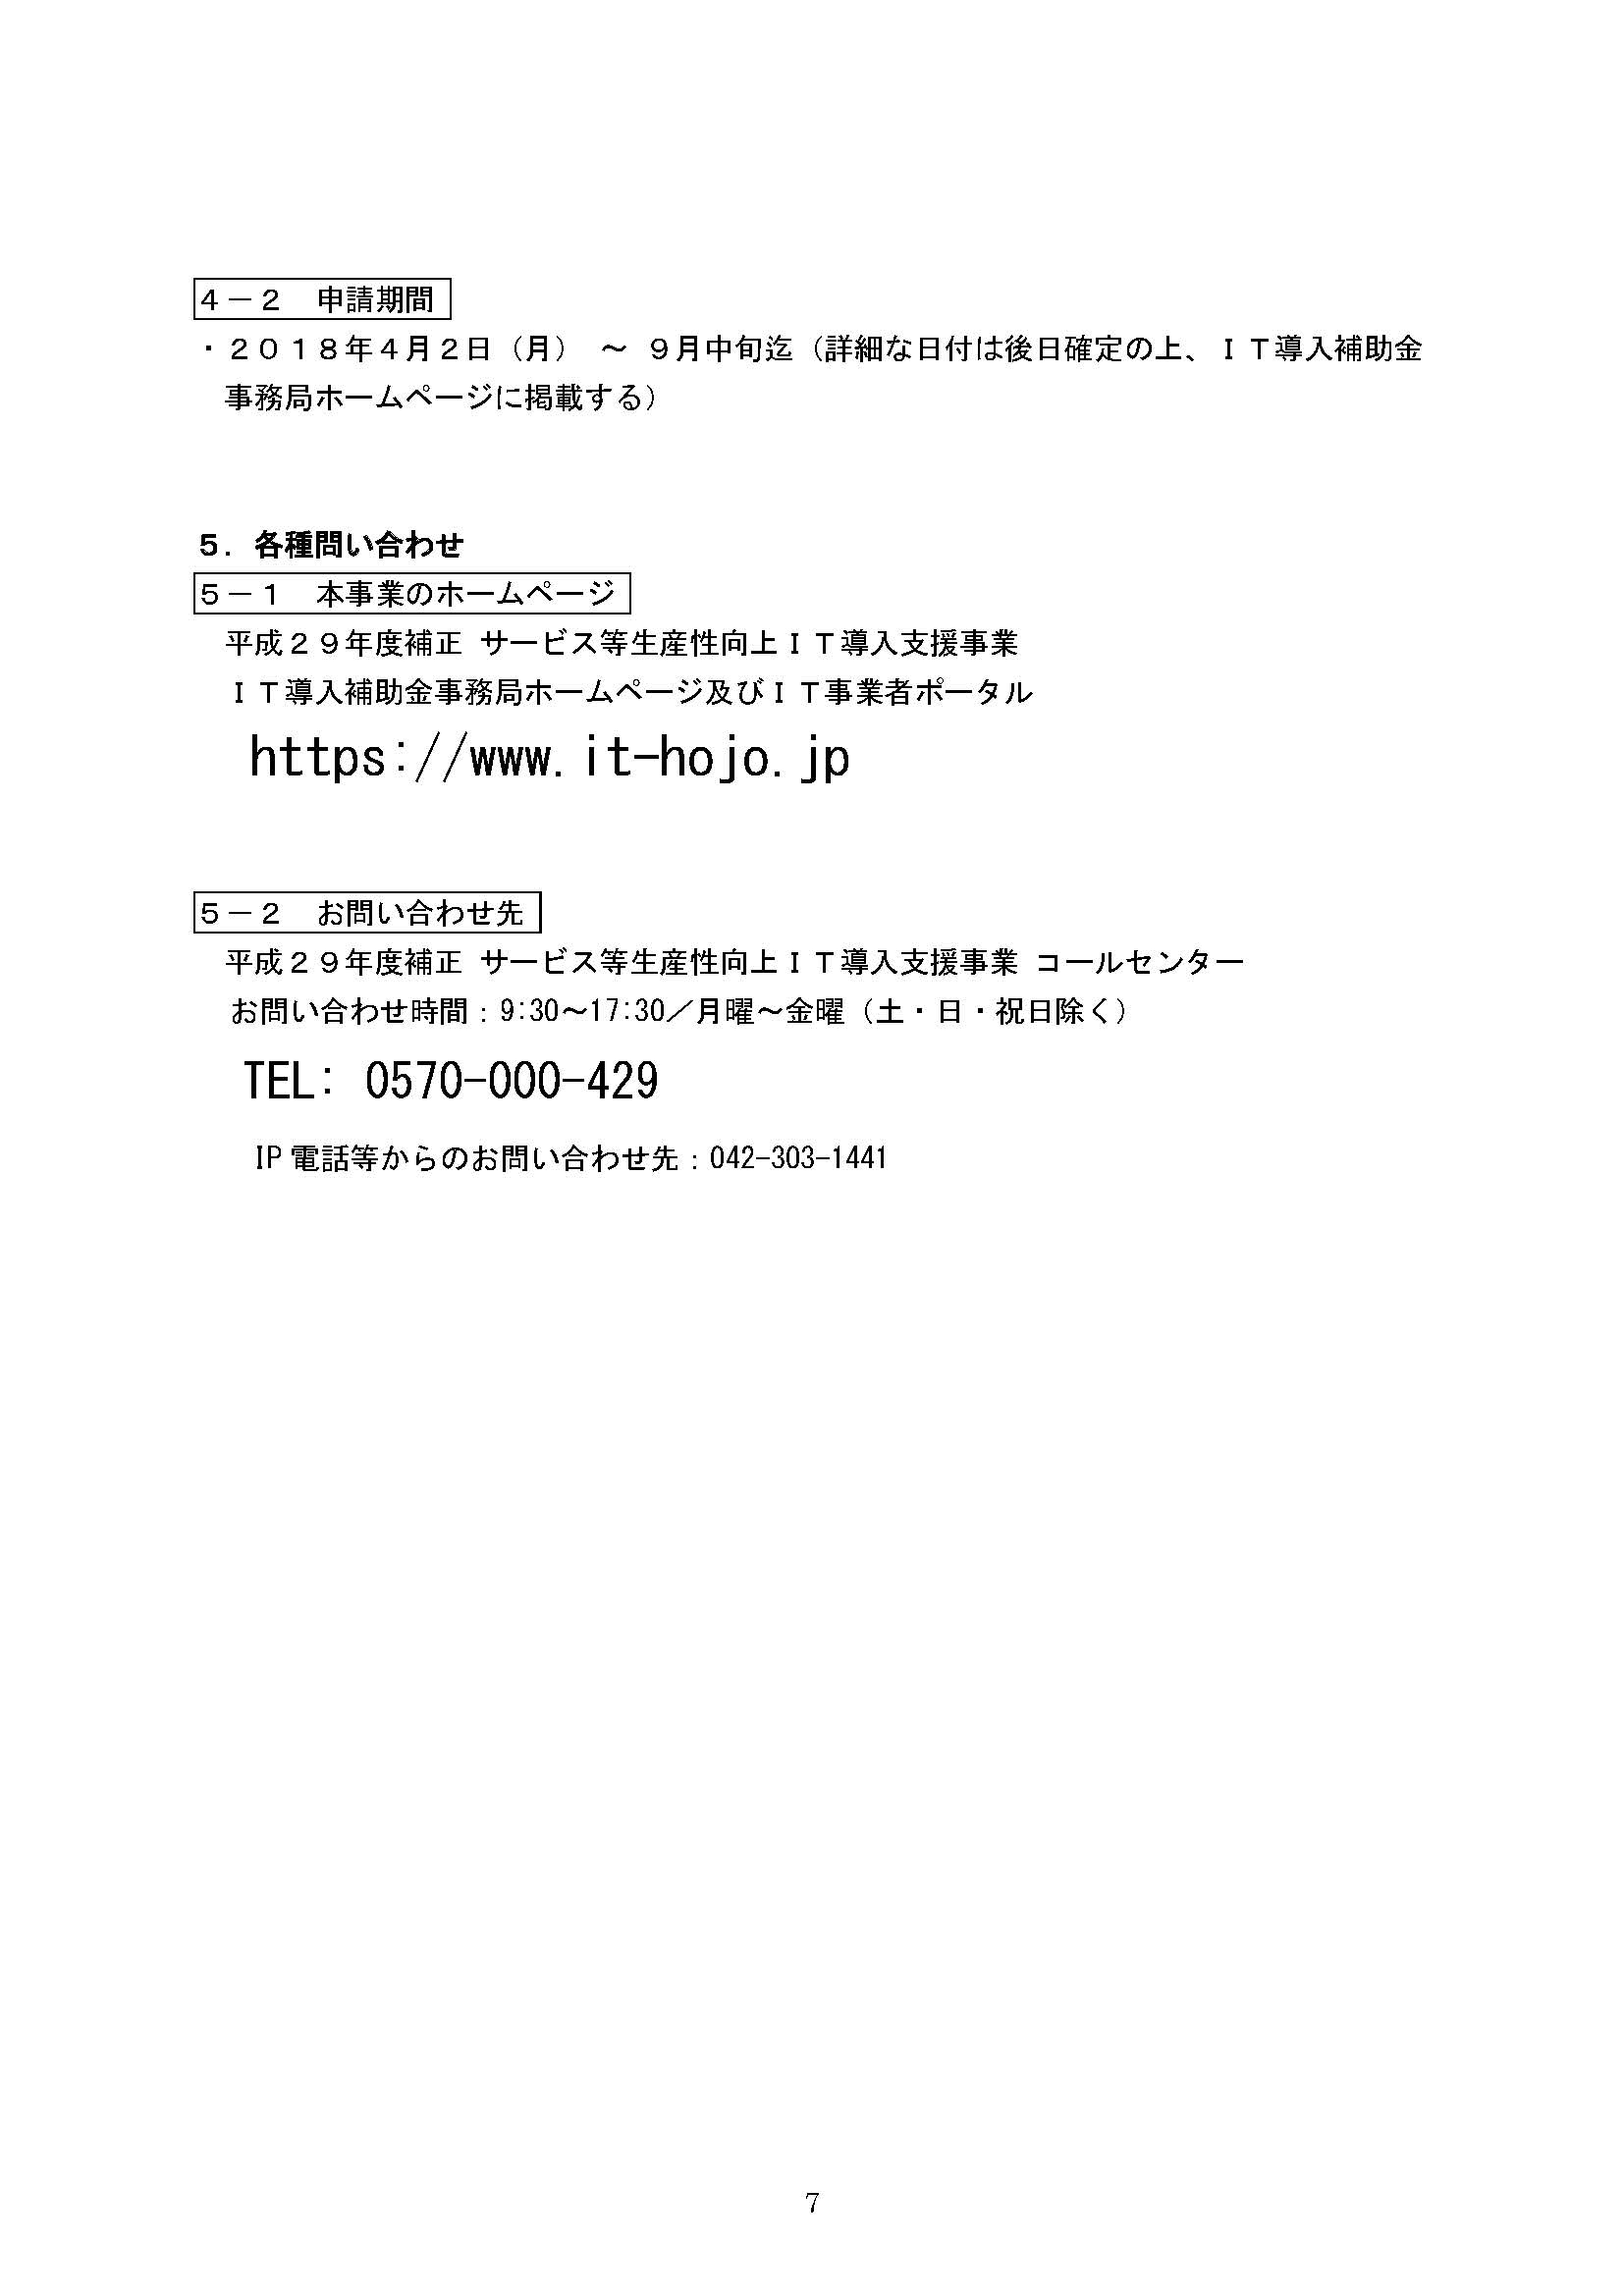 ４－２　申請期間
・２０１８年４月２日（月） ～ ９月中旬迄（詳細な日付は後日確定の上、ＩＴ導入補助金
事務局ホームページに掲載する）
５．各種問い合わせ
５－１　本事業のホームページ
平成２９年度補正 サービス等生産性向上ＩＴ導入支援事業
ＩＴ導入補助金事務局ホームページ及びＩＴ事業者ポータル
https://www.it-hojo.jp
５－２　お問い合わせ先
平成２９年度補正 サービス等生産性向上ＩＴ導入支援事業 コールセンター
お問い合わせ時間：9:30～17:30／月曜～金曜（土・日・祝日除く）
TEL: 0570-000-429
IP 電話等からのお問い合わせ先：042-303-1441
7